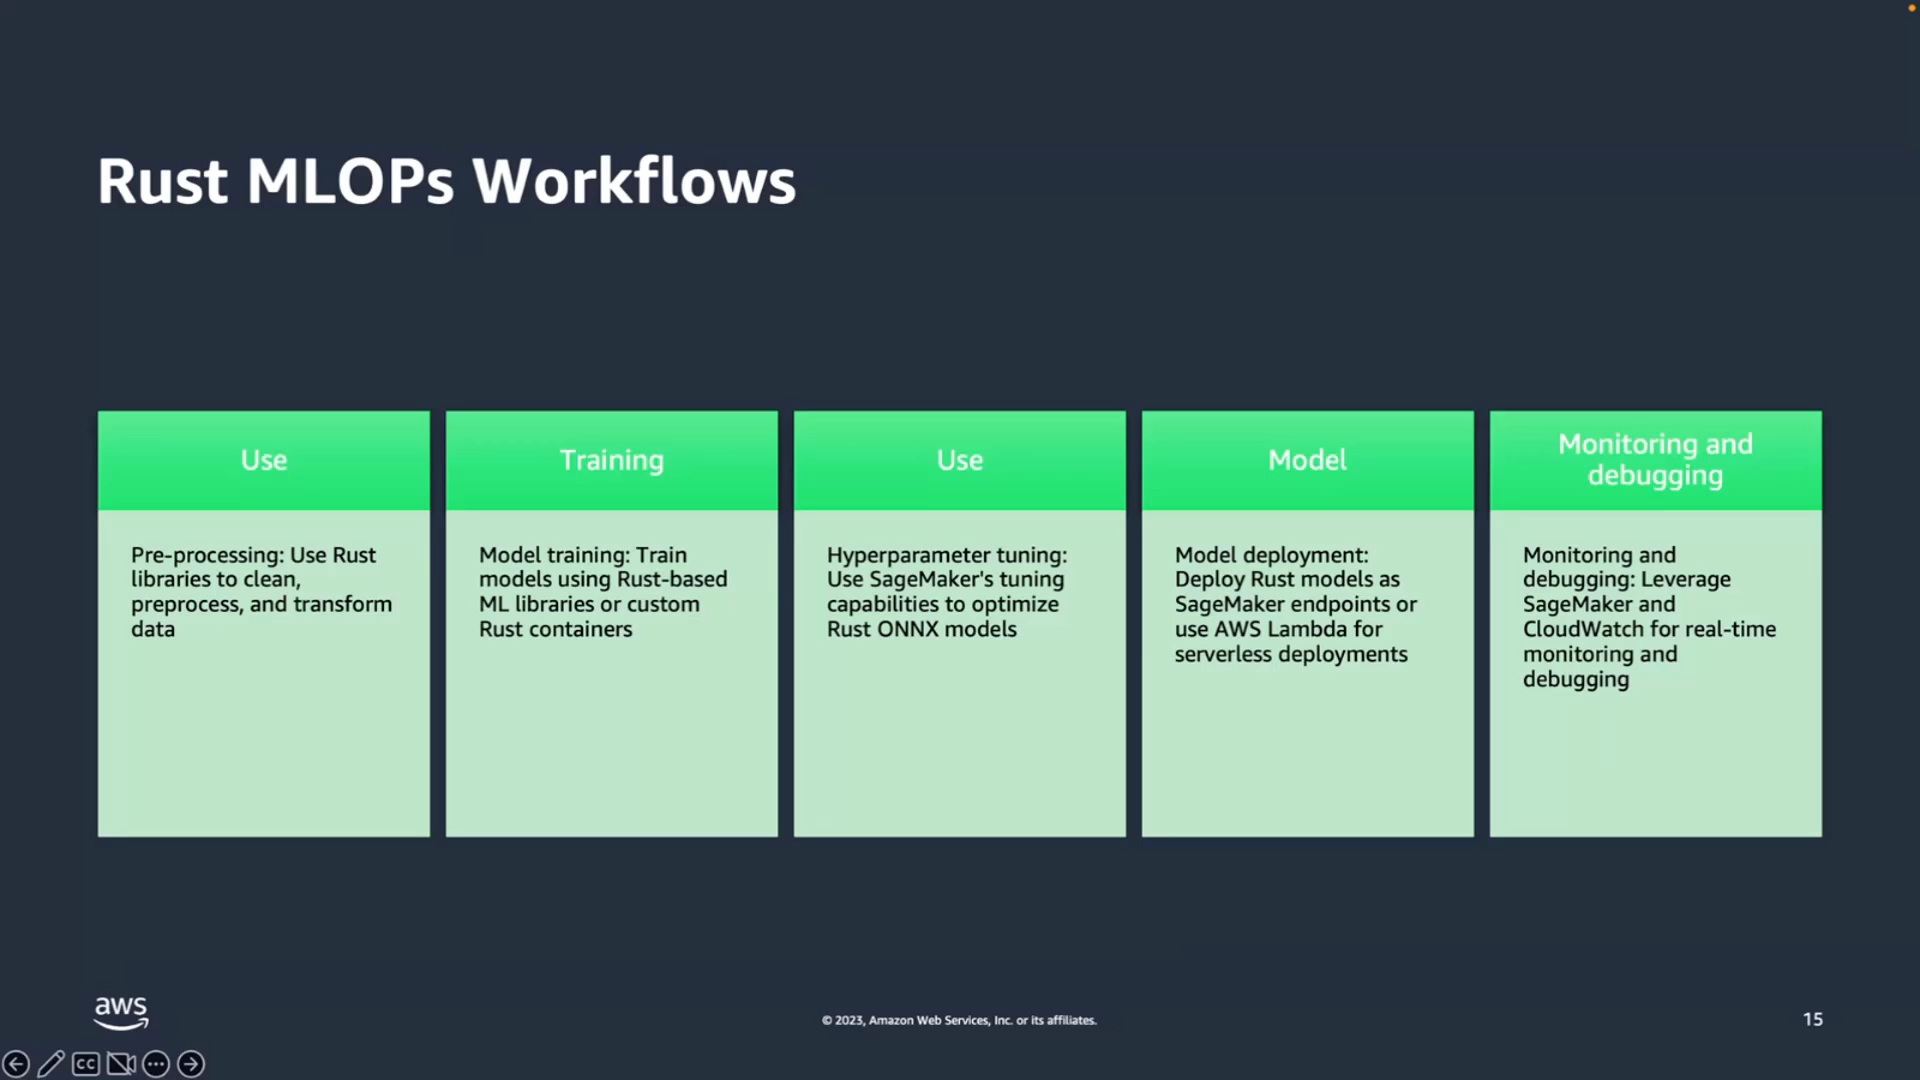 Rust MLOPs Workflows
Use
Pre-processing: Use Rust
libraries to clean,
preprocess, and transform
data
Training
Model training: Train
models using Rust-based
ML libraries or custom
Rust containers
Use
Hyperparameter tuning:
Use SageMaker's tuning
capabilities to optimize
Rust ONNX models
Model
Model deployment:
Deploy Rust models as
SageMaker endpoints or
use AWS Lambda for
serverless deployments
Monitoring and
debugging
Monitoring and
debugging: Leverage
SageMaker and
CloudWatch for real-time
monitoring and
debugging
aws
© 2023, Amazon Web Services, Inc. or its affiliates.
15
CC